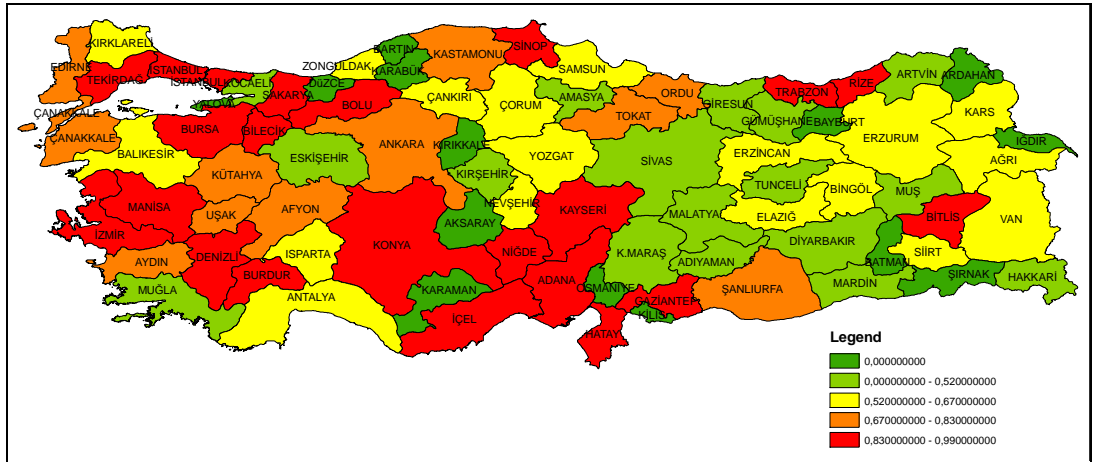 KIRKLARELİ
EDİRNE
TEKİRDAĞ
İSTANBUL
İSTANBUL
KOCAELİ
YALOVA
SAKARYA
DÜZCE
ZONGULDAK
BARTIN
KARABÜK
KASTAMONU
SİNOP
SAMSUN
BOLU
ÇANKIRI
ÇORUM
AMASYA
ORDU
TOKAT
GİRESUN
TRABZON
RİZE
ARTVİN
ARDAHAN
GÜMÜŞHANE
BAYBURT
KARS
ERZURUM
IĞDIR
AĞRI
ÇANAKKALE
ÇANAKKALE
BALIKESİR
BURSA
BİLECİK
ESKİŞEHİR
ANKARA
KIRIKKALE
KIRŞEHİR
YOZGAT
SİVAS
ERZİNCAN
TUNCELİ
BİNGÖL
MUŞ
KÜTAHYA
MANİSA
UŞAK
AFYON
İZMİR
AYDIN
DENİZLİ
MUĞLA
BURDUR
ISPARTA
ANTALYA
KONYA
AKSARAY
NEVŞEHİR
KAYSERİ
NİĞDE
KARAMAN
İÇEL
ADANA
OSMANİYE
HATAY
GAZİANTEP
KİLİS
K.MARAŞ
MALATYA
ADIYAMAN
ELAZIĞ
DİYARBAKIR
ŞANLIURFA
MARDİN
BATMAN
SİİRT
BİTLİS
VAN
ŞIRNAK
HAKKARİ
Legend
0,000000000
0,000000000 - 0,520000000
0,520000000 - 0,670000000
0,670000000 - 0,830000000
0,830000000 - 0,990000000